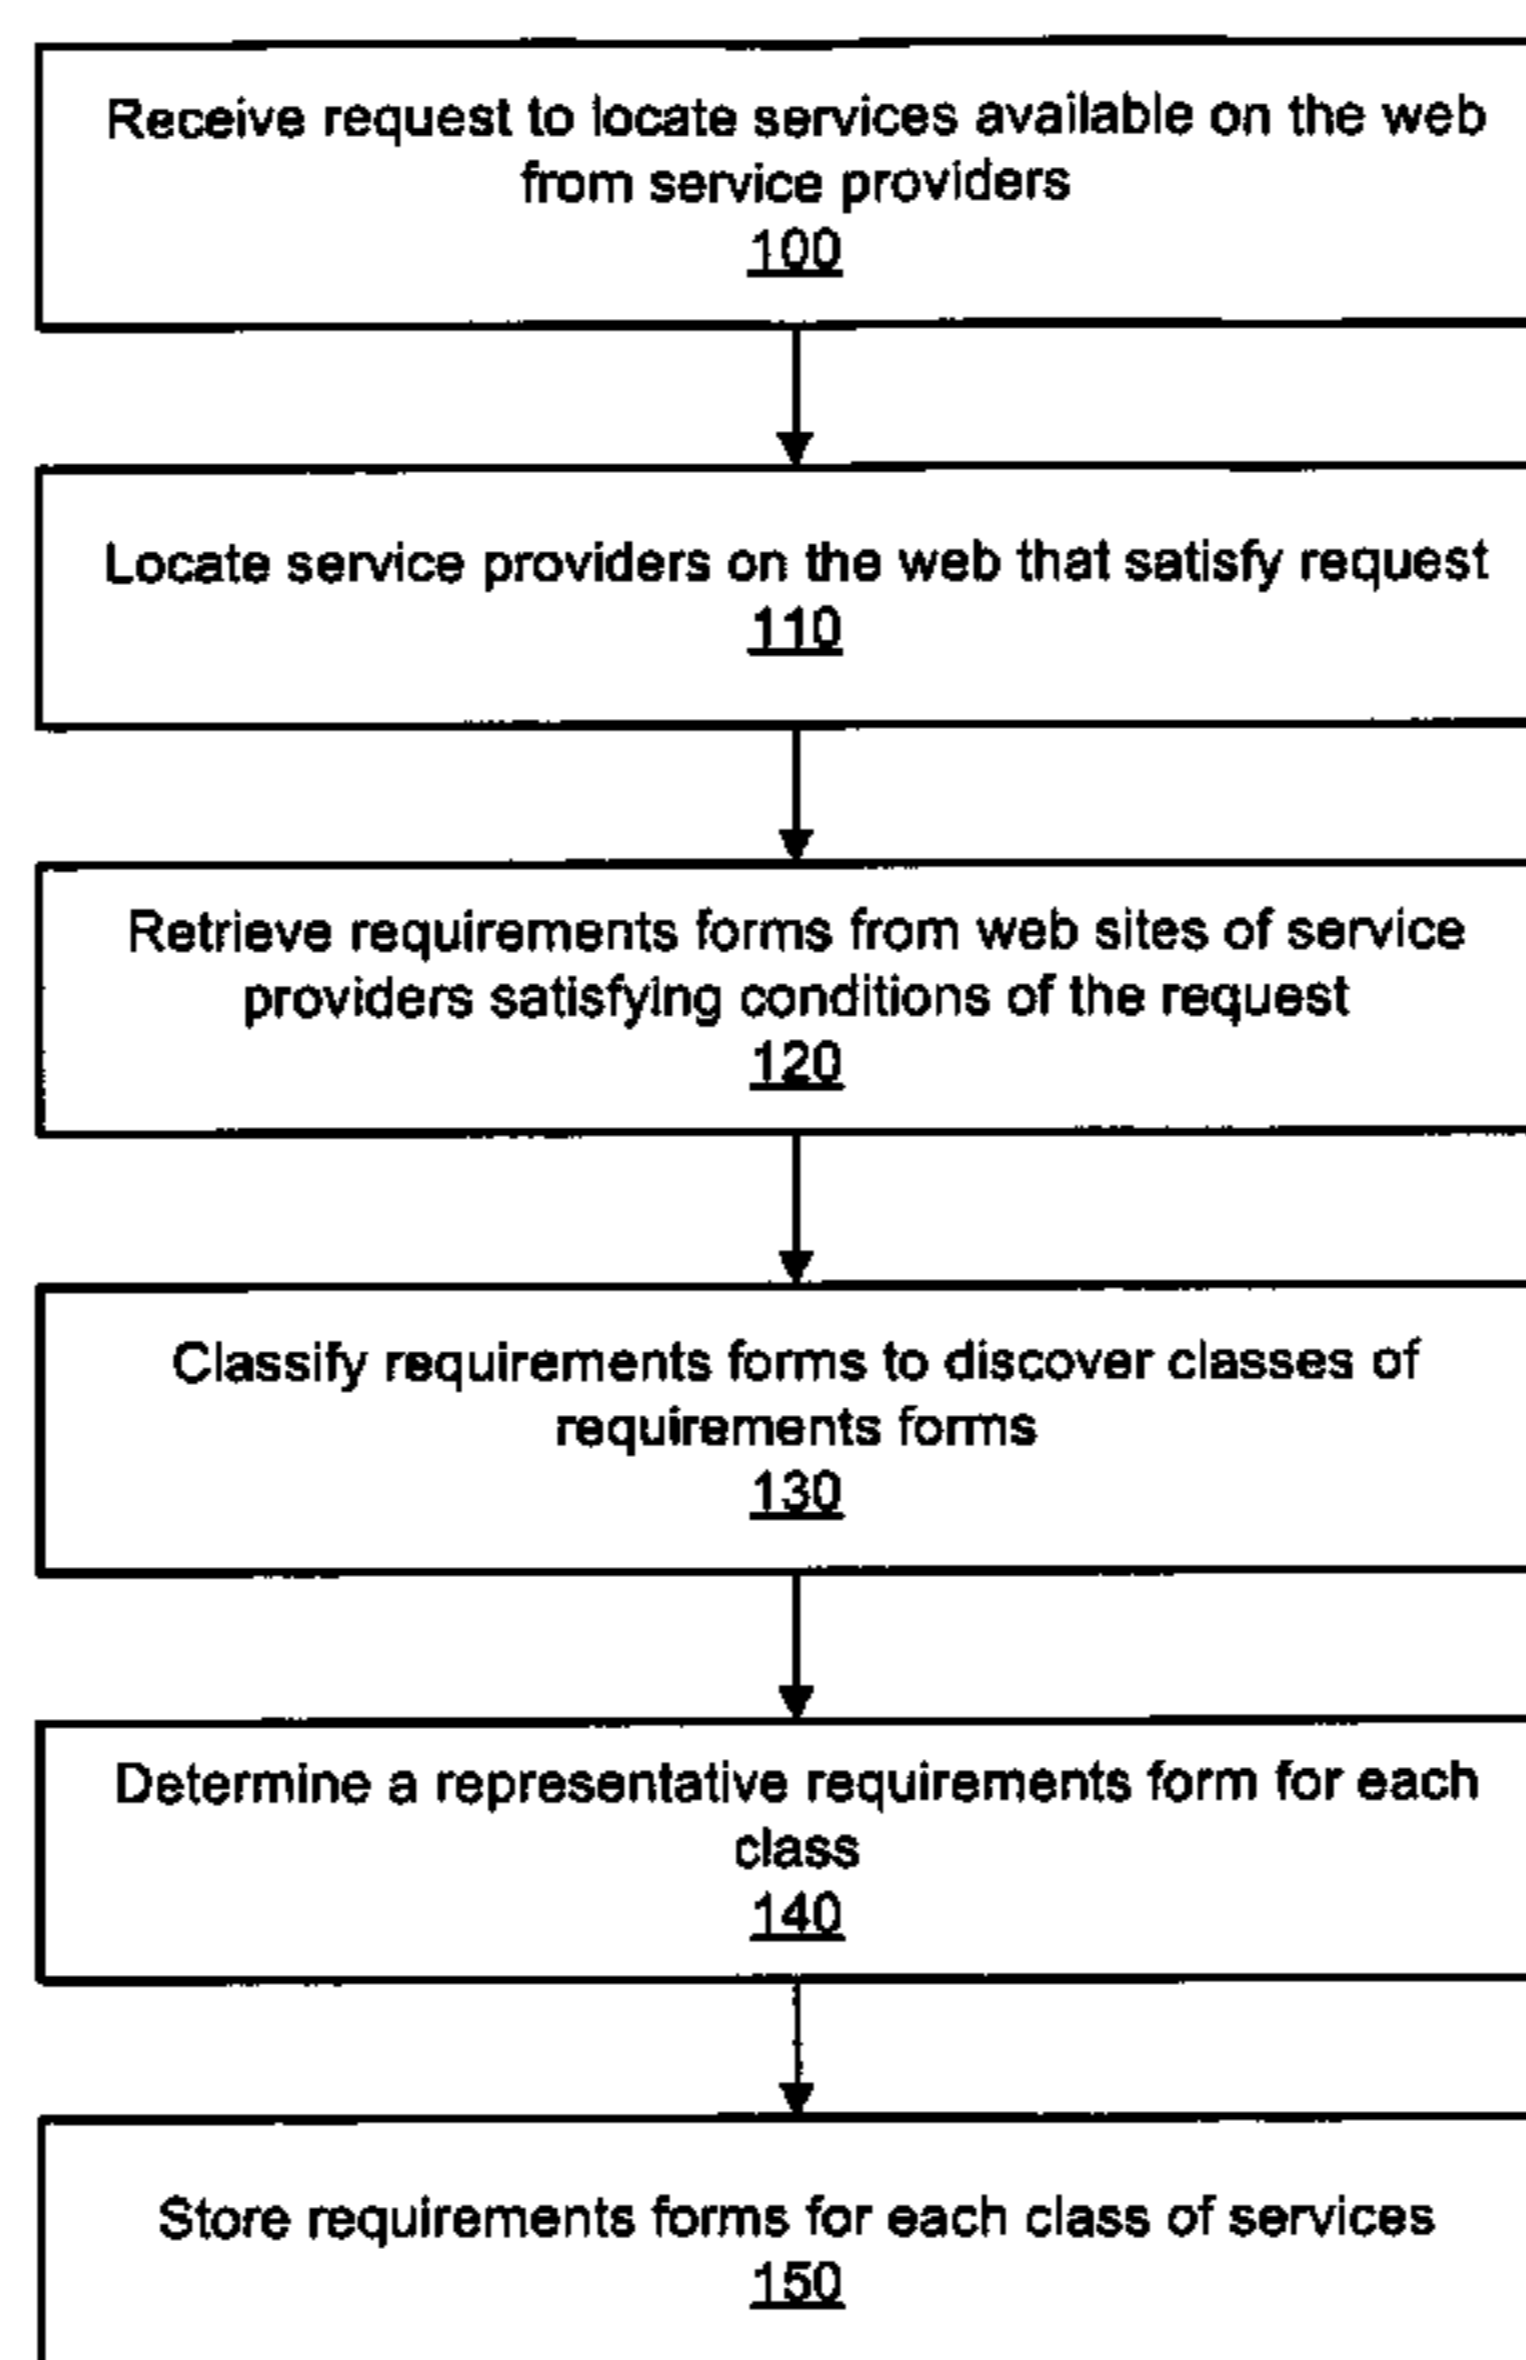 Receive request to locate services available on the web
from service providers
100
Locate service providers on the web that satisfy request
110
Retrieve requirements forms from web sites of service
providers satisfying conditions of the request
120
Classify requirements forms to discover classes of
requirements forms
130
Determine a representative requirements form for each
class
140
Store requirements forms for each class of services
150